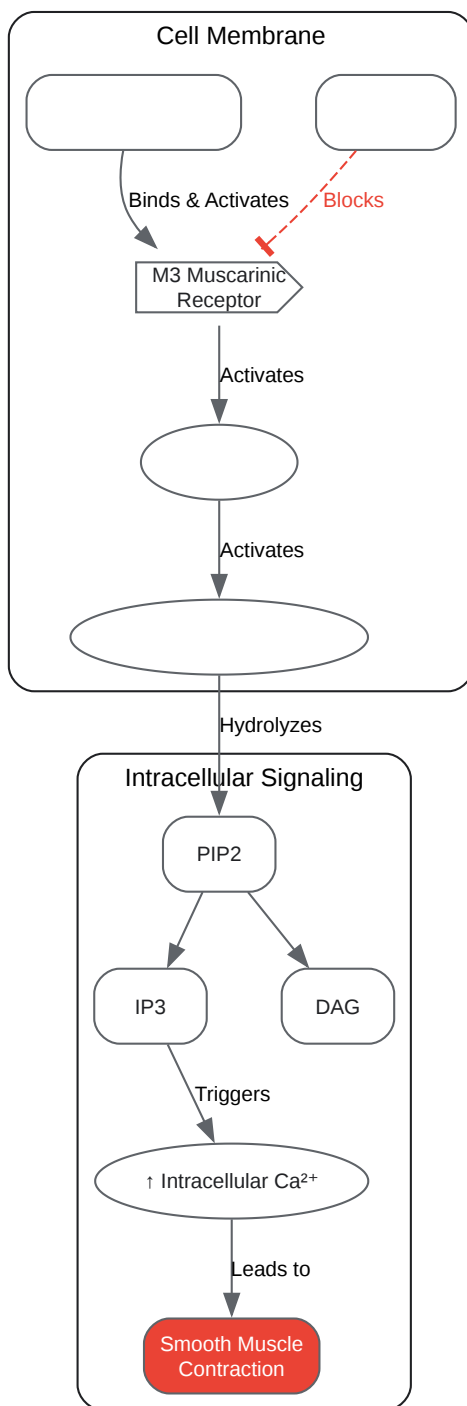 Cell Membrane
Binds & Activates
Blocks
M3 Muscarinic
Receptor
Activates
Activates
Hydrolyzes
Intracellular Signaling
PIP2
IP3
DAG
Triggers
↑ Intracellular Ca²⁺
Leads to
Smooth Muscle
Contraction